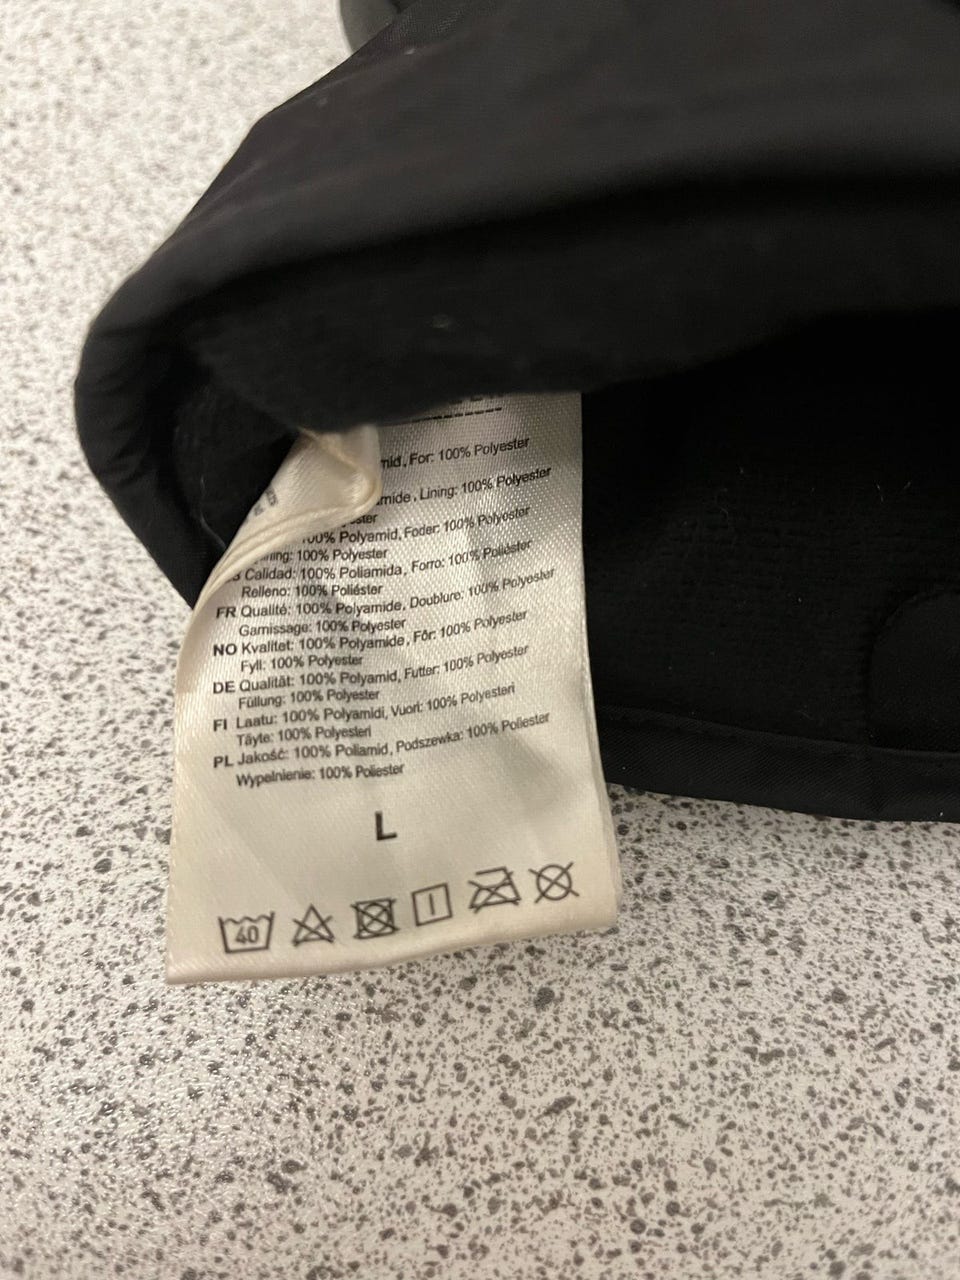 For: 100% Polyester
Lining: 100% Polyester
100% Polyamid, Foder: 100% Polyester
100% Polyester
Calidad: 100% Poliamida, Forro: 100% Poliéster
Relleno: 100% Poliéster
FR Qualité: 100% Polyamide, Doublure: 100% Polyester
Garnissage: 100% Polyester
NO Kvalitet: 100% Polyamide, Fôr: 100% Polyester
Fyll: 100% Polyester
DE Qualität: 100% Polyamid, Futter: 100% Polyester
Füllung: 100% Polyester
FI Laatu: 100% Polyamidi, Vuori: 100% Polyesteri
Täyte: 100% Polyesteri
PL Jakość: 100% Poliamid, Podszewka: 100% Poliester
Wypełnienie: 100% Poliester
L
40